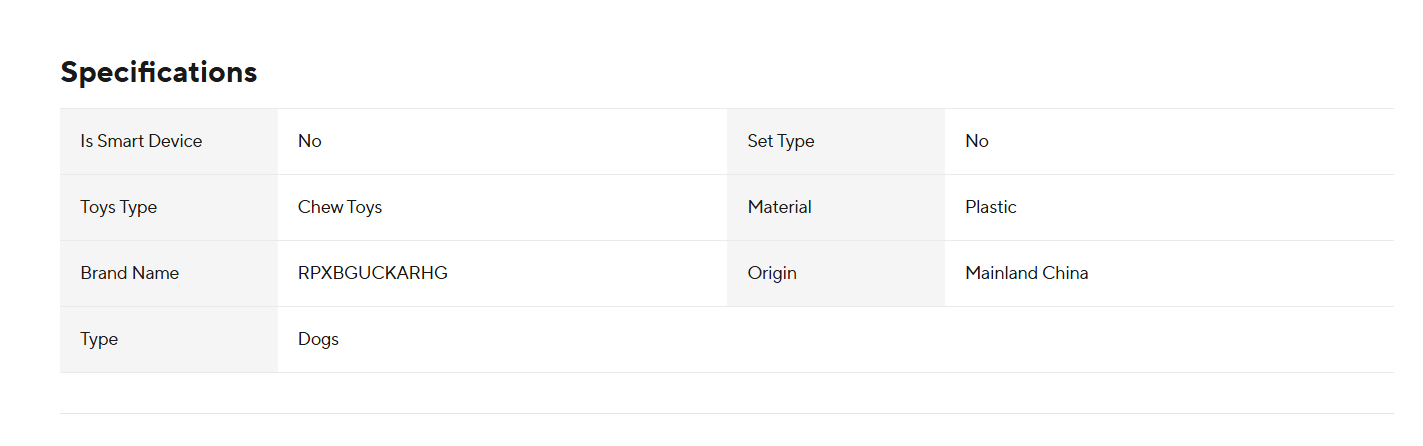 Specifications
Is Smart Device No Set Type No
Toys Type Chew Toys Material Plastic
Brand Name RPXBGUCKARHG Origin Mainland China
Type Dogs